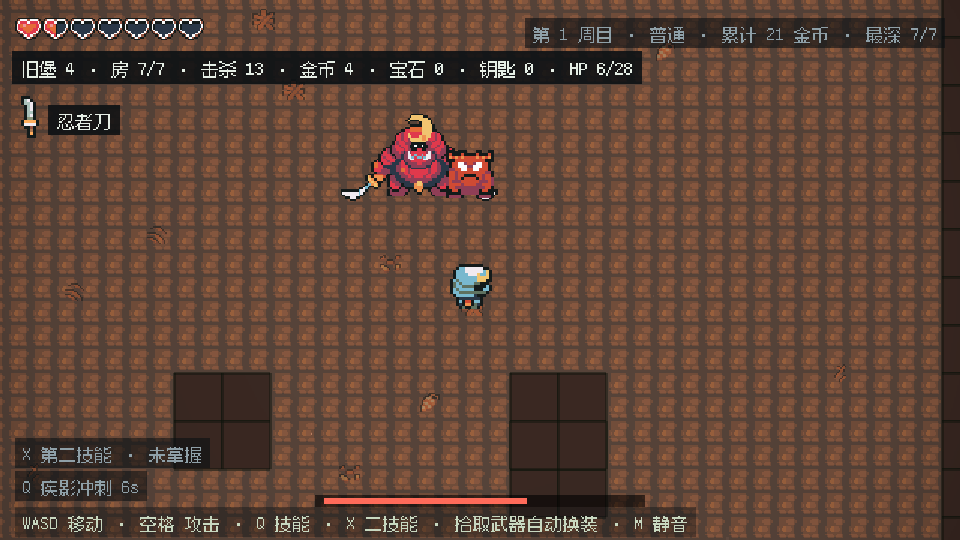 第 1 周目 · 普通 · 累计 21 金币 · 最深 7/7
旧堡 4 · 房 7/7 · 击杀 13 · 金币 4 · 宝石 0 · 钥匙 0 · HP 6/28
忍者刀
X 第二技能 · 未掌握
Q 疾影冲刺 6s
WASD 移动 · 空格 攻击 · Q 技能 · X 二技能 · 拾取武器自动换装 · M 静音